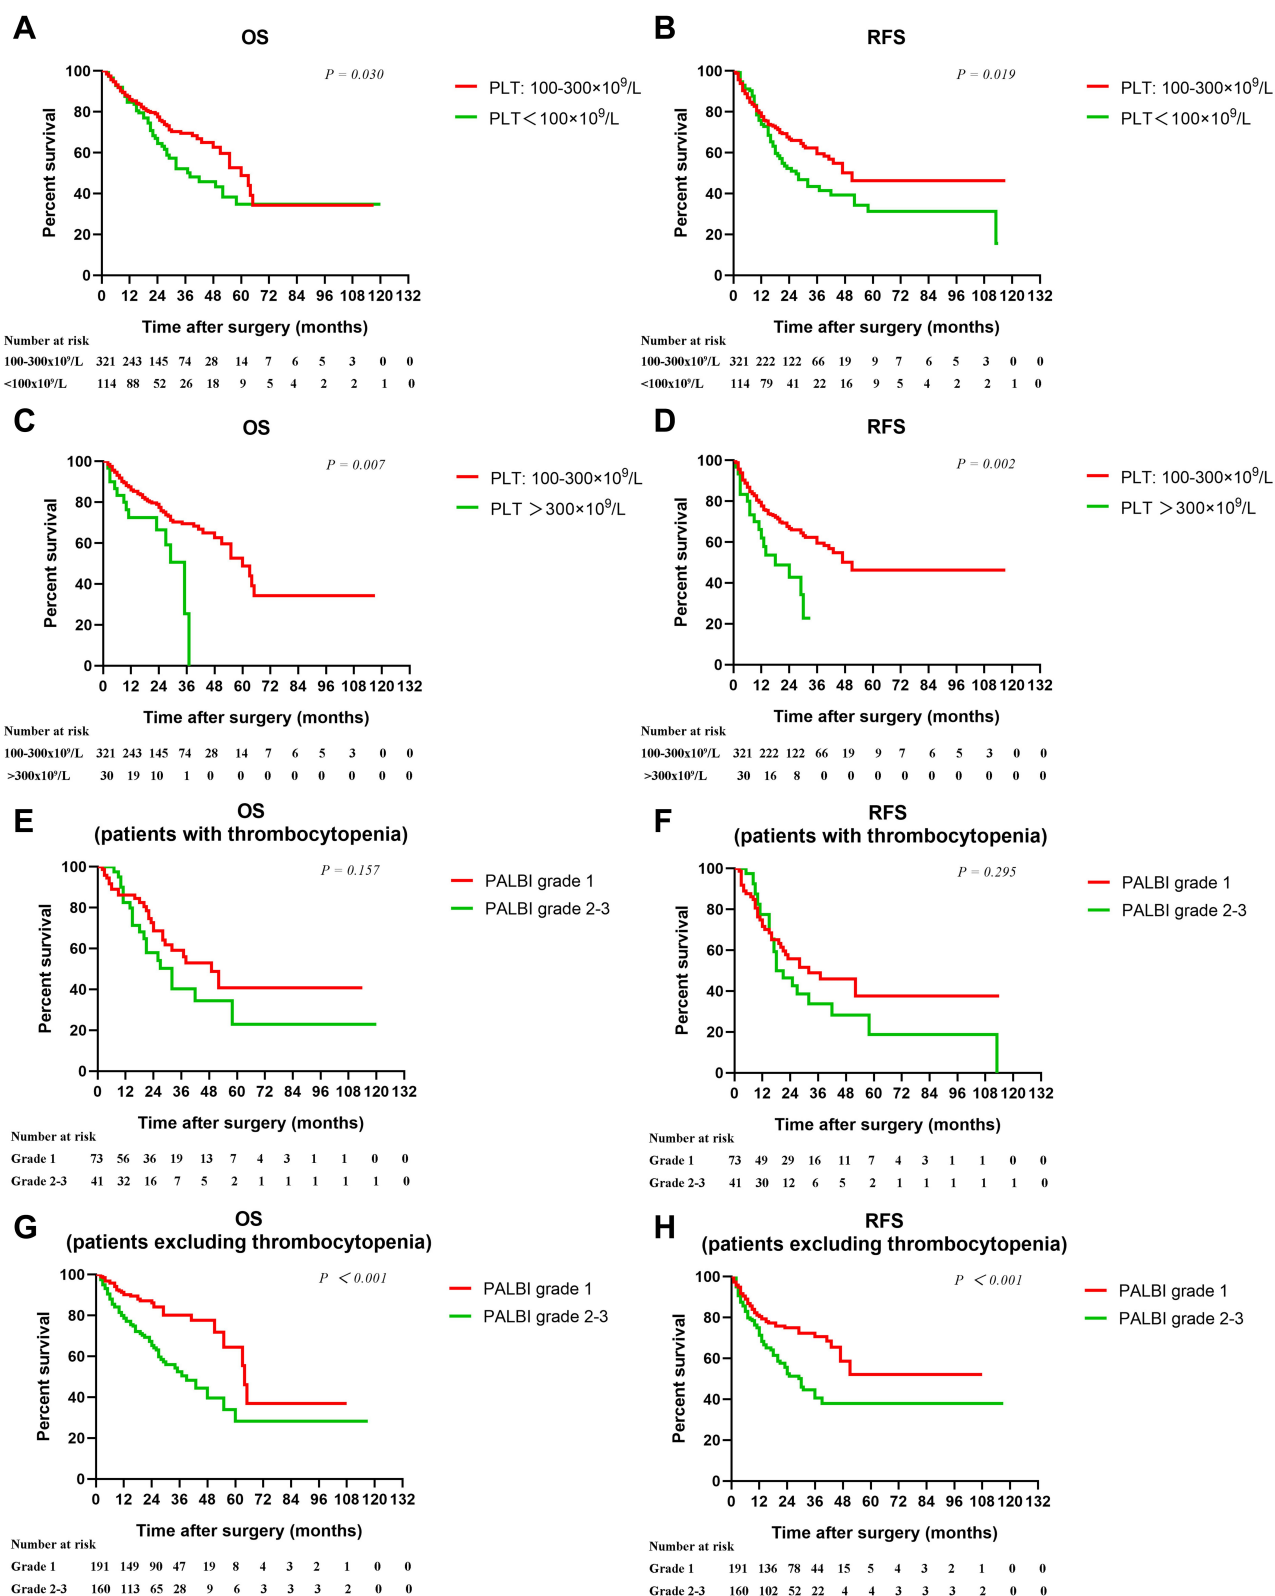 A
OS
P = 0.030
PLT: 100-300×10⁹/L
PLT＜100×10⁹/L
Percent survival
100
80
60
40
20
0
0 12 24 36 48 60 72 84 96 108 120 132
Time after surgery (months)
Number at risk
100-300x10⁹/L 321 243 145 74 28 14 7 6 5 3 0 0
<100x10⁹/L 114 88 52 26 18 9 5 4 2 2 1 0
B
RFS
P = 0.019
PLT: 100-300×10⁹/L
PLT＜100×10⁹/L
Percent survival
100
80
60
40
20
0
0 12 24 36 48 60 72 84 96 108 120 132
Time after surgery (months)
Number at risk
100-300x10⁹/L 321 222 122 66 19 9 7 6 5 3 0 0
<100x10⁹/L 114 79 41 22 16 9 5 4 2 2 1 0
C
OS
P = 0.007
PLT: 100-300×10⁹/L
PLT ＞300×10⁹/L
Percent survival
100
80
60
40
20
0
0 12 24 36 48 60 72 84 96 108 120 132
Time after surgery (months)
Number at risk
100-300x10⁹/L 321 243 145 74 28 14 7 6 5 3 0 0
>300x10⁹/L 30 19 10 1 0 0 0 0 0 0 0 0
D
RFS
P = 0.002
PLT: 100-300×10⁹/L
PLT ＞300×10⁹/L
Percent survival
100
80
60
40
20
0
0 12 24 36 48 60 72 84 96 108 120 132
Time after surgery (months)
Number at risk
100-300x10⁹/L 321 222 122 66 19 9 7 6 5 3 0 0
>300x10⁹/L 30 16 8 0 0 0 0 0 0 0 0 0
E
OS
(patients with thrombocytopenia)
P = 0.157
PALBI grade 1
PALBI grade 2-3
Percent survival
100
80
60
40
20
0
0 12 24 36 48 60 72 84 96 108 120 132
Time after surgery (months)
Number at risk
Grade 1 73 56 36 19 13 7 4 3 1 1 0 0
Grade 2-3 41 32 16 7 5 2 1 1 1 1 1 0
F
RFS
(patients with thrombocytopenia)
P = 0.295
PALBI grade 1
PALBI grade 2-3
Percent survival
100
80
60
40
20
0
0 12 24 36 48 60 72 84 96 108 120 132
Time after surgery (months)
Number at risk
Grade 1 73 49 29 16 11 7 4 3 1 1 0 0
Grade 2-3 41 30 12 6 5 2 1 1 1 1 1 0
G
OS
(patients excluding thrombocytopenia)
P ＜0.001
PALBI grade 1
PALBI grade 2-3
Percent survival
100
80
60
40
20
0
0 12 24 36 48 60 72 84 96 108 120 132
Time after surgery (months)
Number at risk
Grade 1 191 149 90 47 19 8 4 3 2 1 0 0
Grade 2-3 160 113 65 28 9 6 3 3 3 2 0 0
H
RFS
(patients excluding thrombocytopenia)
P ＜0.001
PALBI grade 1
PALBI grade 2-3
Percent survival
100
80
60
40
20
0
0 12 24 36 48 60 72 84 96 108 120 132
Time after surgery (months)
Number at risk
Grade 1 191 136 78 44 15 5 4 3 2 1 0 0
Grade 2-3 160 102 52 22 4 4 3 3 3 2 0 0